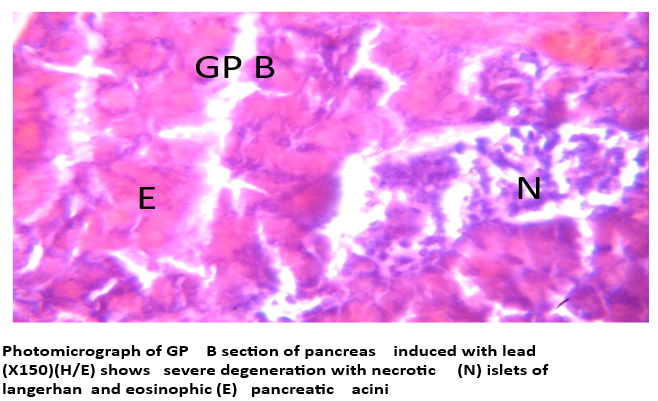 GP B
E
N
Photomicrograph of GP B section of pancreas induced with lead
(X150)(H/E) shows severe degeneration with necrotic (N) islets of
langerhan and eosinophic (E) pancreatic acini